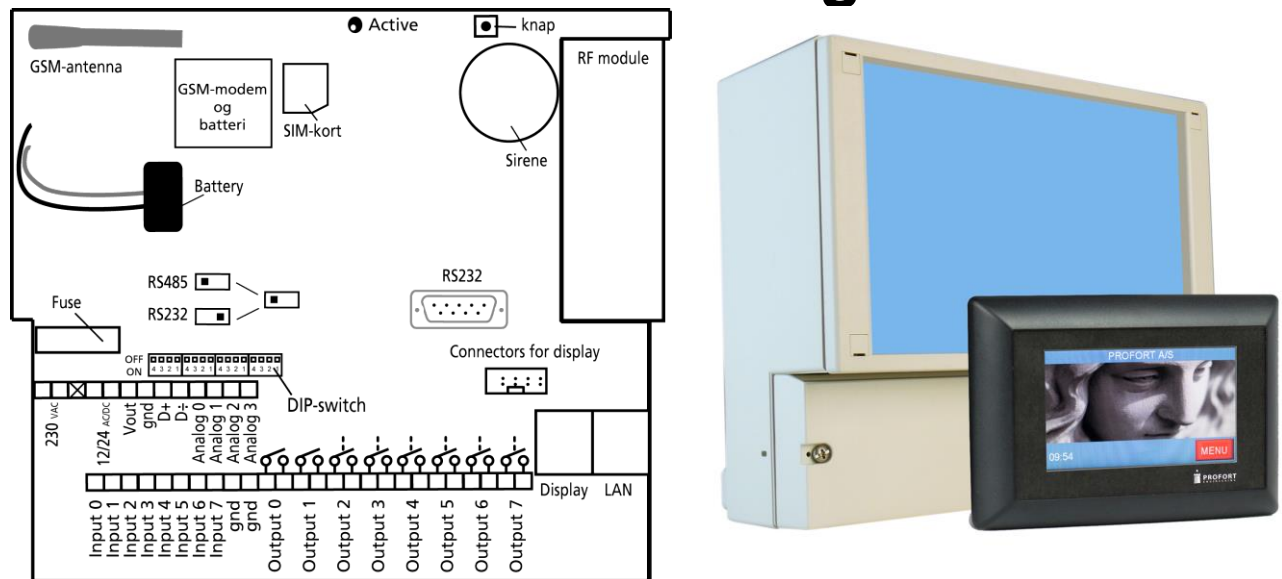 Active
knap
GSM-antenna
RF module
GSM-modem
og
batteri
SIM-kort
Sirene
Battery
RS485
RS232
RS232
Fuse
Connectors for display
OFF
ON
4 3 2 1 4 3 2 1 4 3 2 1 4 3 2 1
DIP-switch
230 VAC
12/24 AC/DC
Vout
gnd
D+
D÷
Analog 0
Analog 1
Analog 2
Analog 3
Display
LAN
Input 0
Input 1
Input 2
Input 3
Input 4
Input 5
Input 6
Input 7
gnd
gnd
Output 0
Output 1
Output 2
Output 3
Output 4
Output 5
Output 6
Output 7
PROFORT A/S
09:54
MENU
PROFORT